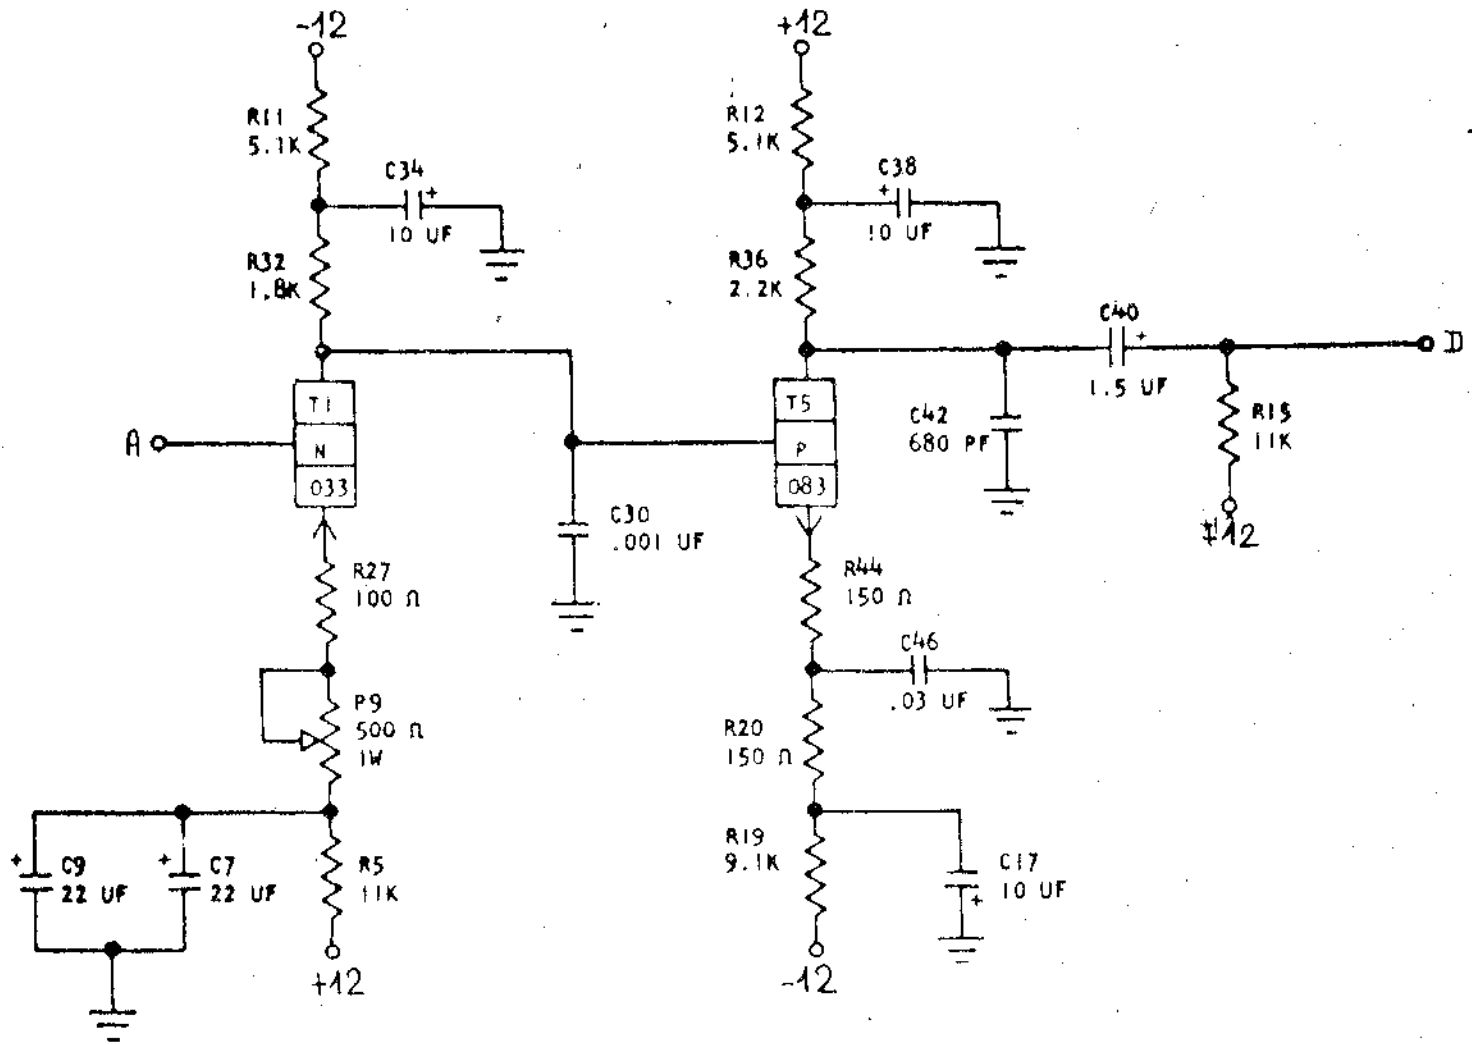 -12
+12
R11
5.1K
C34
+
10 UF
R12
5.1K
C38
+
10 UF
R32
1.8K
R36
2.2K
C40
+
1.5 UF
D
T1
N
033
A
T5
P
083
C42
680 PF
R15
11K
C30
.001 UF
R27
100 Ω
R44
150 Ω
C46
.03 UF
P9
500 Ω
1W
R20
150 Ω
+
C9
22 UF
+
C7
22 UF
R5
11K
+12
R19
9.1K
C17
10 UF
+
-12